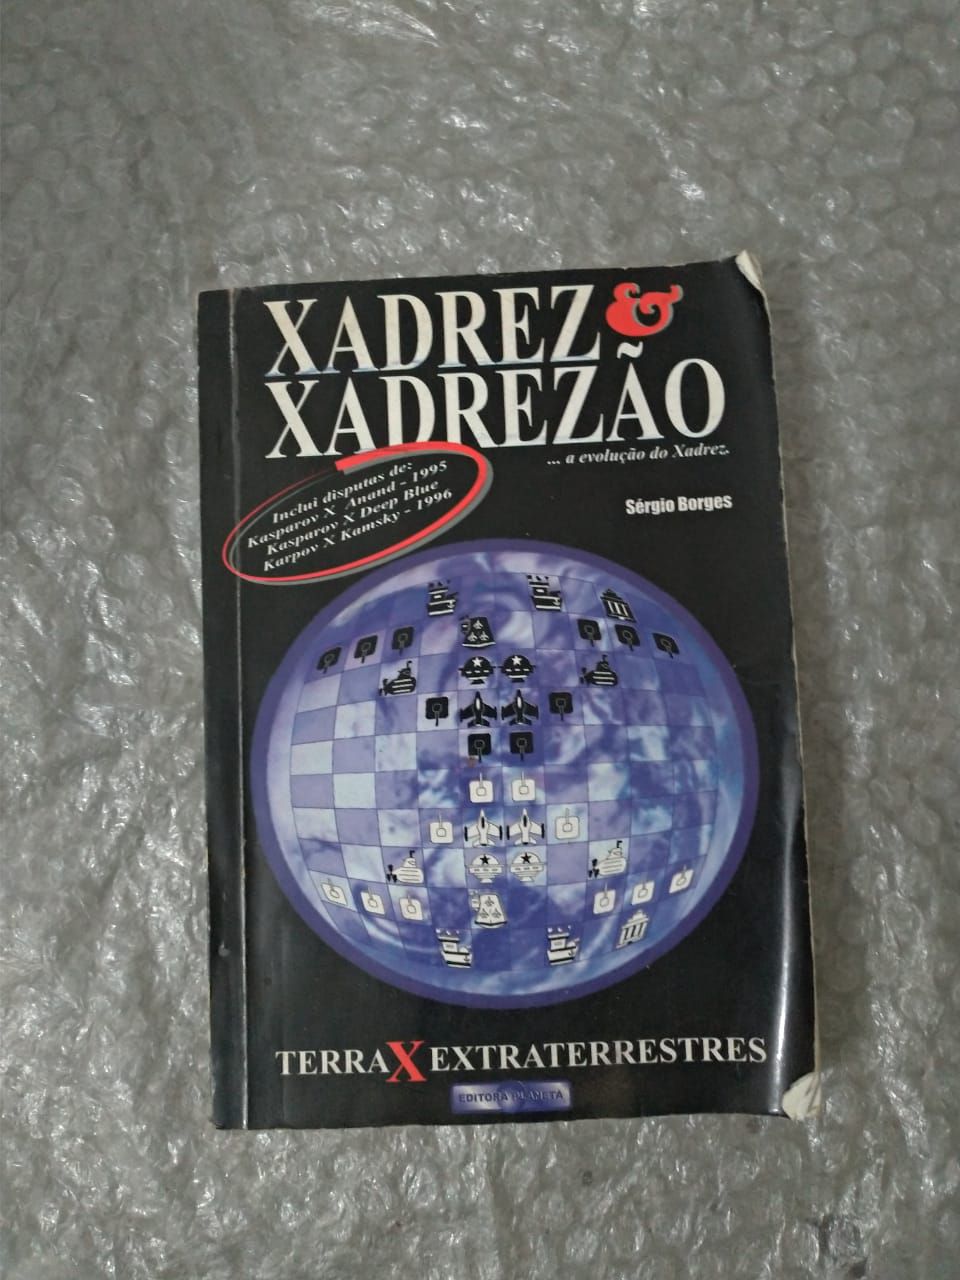 XADREZ &
XADREZÃO
... a evolução do Xadrez.
Inclui disputas de:
Kasparov X Anand - 1995
Kasparov X Deep Blue
Karpov X Kamsky - 1996
Sérgio Borges
TERRA X EXTRATERRESTRES
EDITORA PLANETA